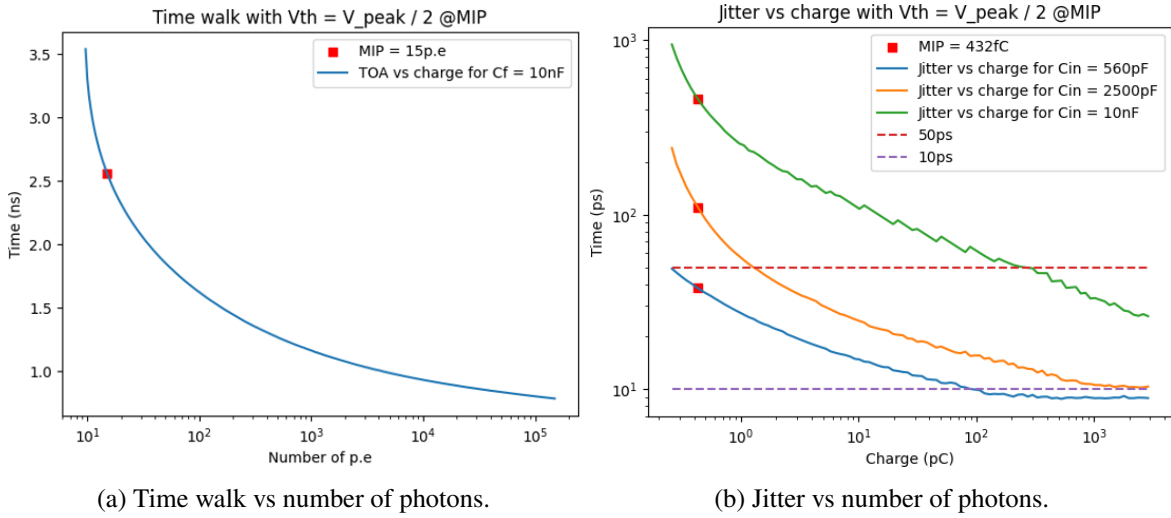 Time walk with Vth = V_peak / 2 @MIP
MIP = 15p.e
TOA vs charge for Cf = 10nF
Time (ns)
3.5
3.0
2.5
2.0
1.5
1.0
10¹
10²
10³
10⁴
10⁵
Number of p.e
(a) Time walk vs number of photons.
Jitter vs charge with Vth = V_peak / 2 @MIP
MIP = 432fC
Jitter vs charge for Cin = 560pF
Jitter vs charge for Cin = 2500pF
Jitter vs charge for Cin = 10nF
50ps
10ps
Time (ps)
10³
10²
10¹
10⁰
10¹
10²
10³
Charge (pC)
(b) Jitter vs number of photons.